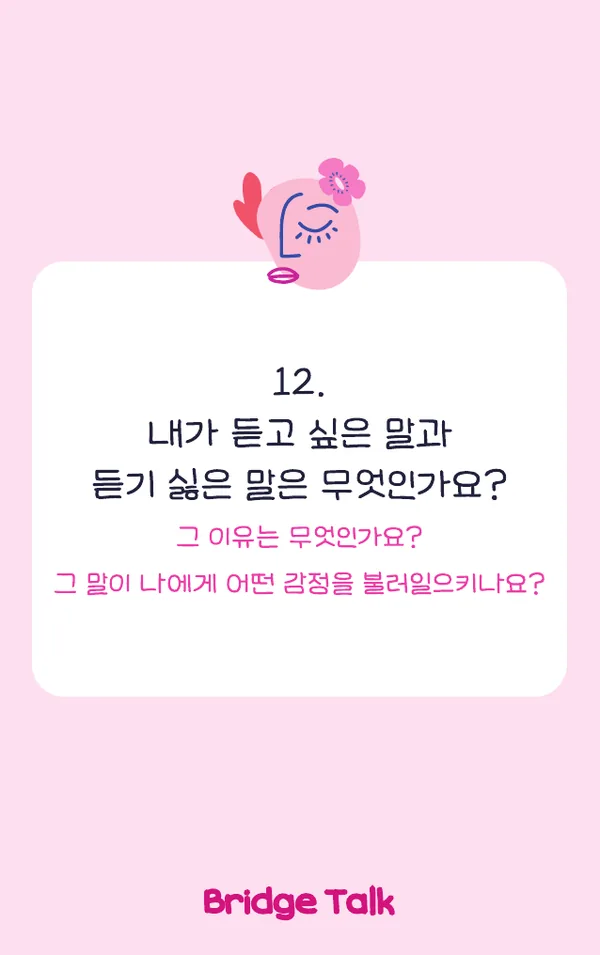 12.
내가 듣고 싶은 말과
듣기 싫은 말은 무엇인가요?
그 이유는 무엇인가요?
그 말이 나에게 어떤 감정을 불러일으키나요?
Bridge Talk